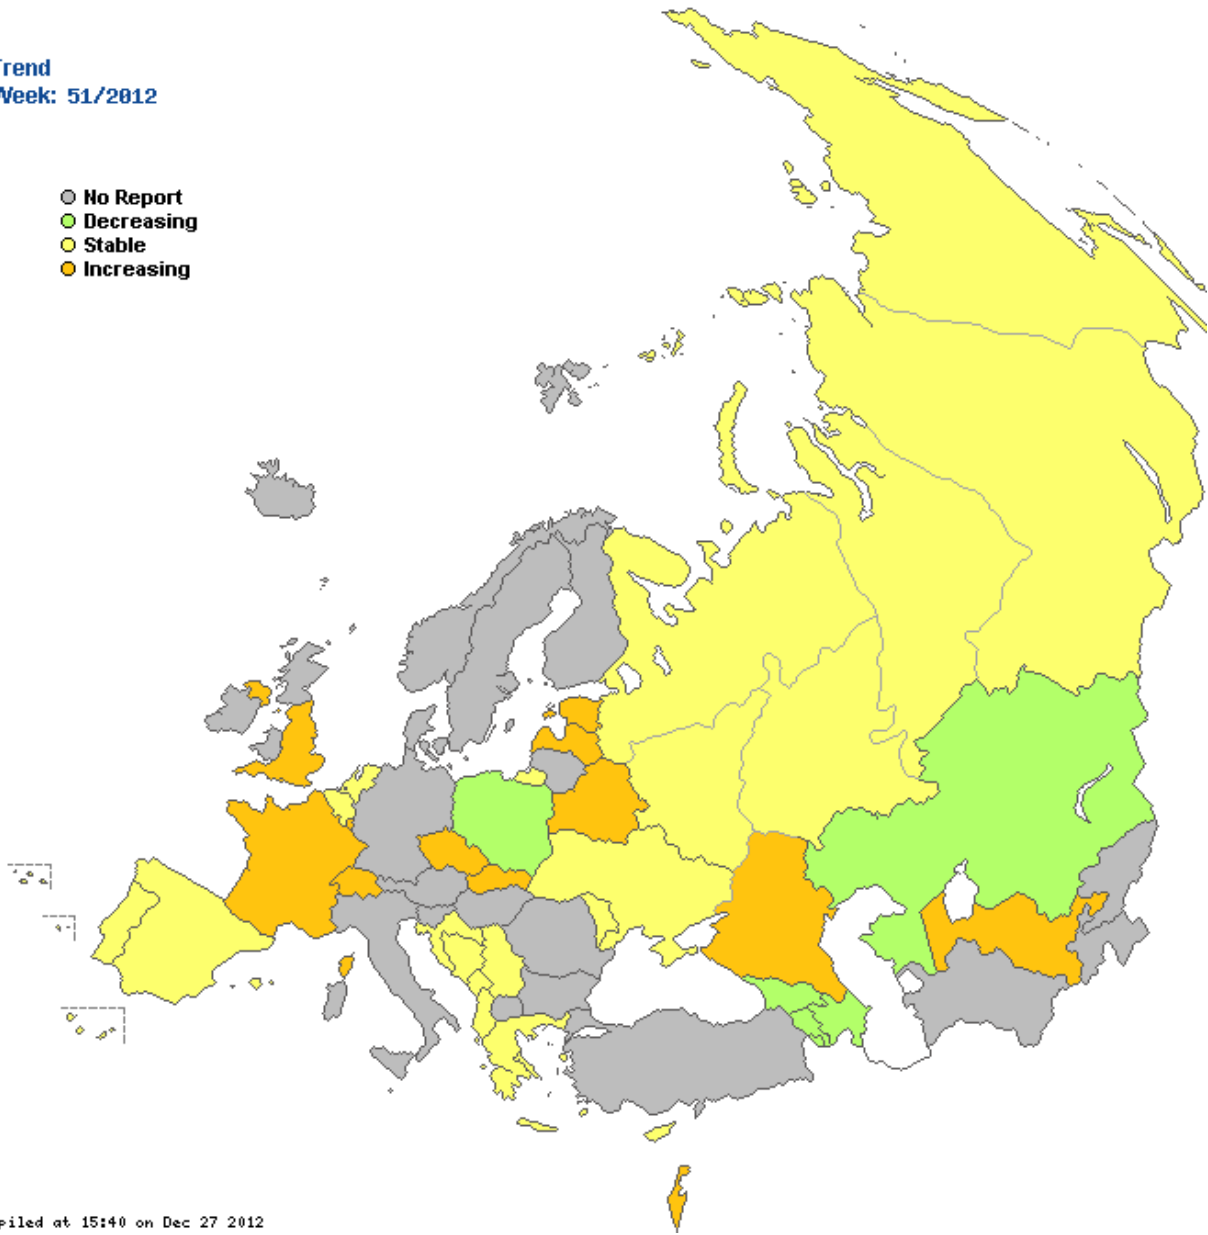 Trend
Week: 51/2012
No Report
Decreasing
Stable
Increasing
piled at 15:40 on Dec 27 2012